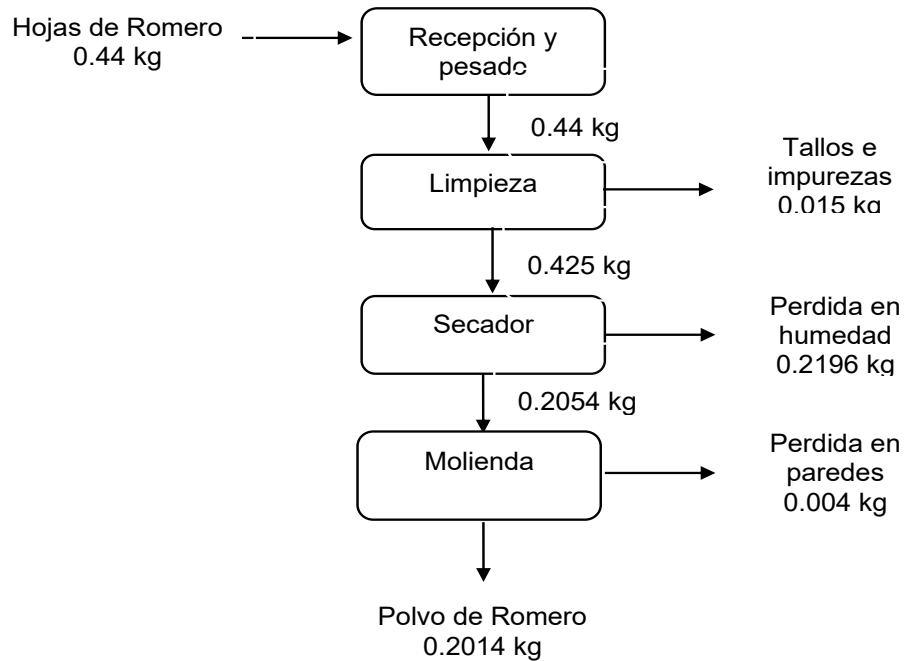 Hojas de Romero
0.44 kg
Recepción y
pesado
0.44 kg
Limpieza
Tallos e
impurezas
0.015 kg
0.425 kg
Secador
Perdida en
humedad
0.2196 kg
0.2054 kg
Molienda
Perdida en
paredes
0.004 kg
Polvo de Romero
0.2014 kg